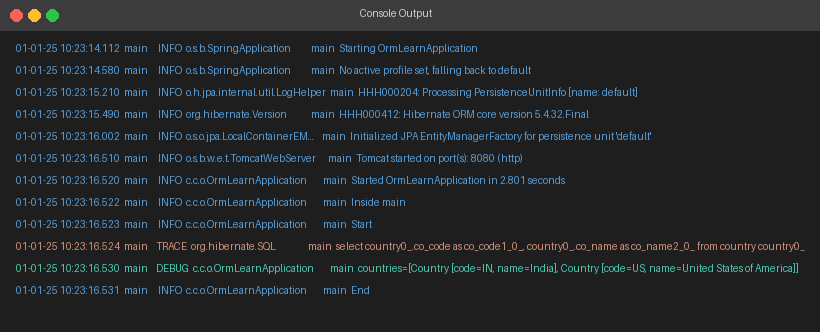 Console Output
01-01-25 10:23:14.112 main INFO o.s.b.SpringApplication main Starting OrmLearnApplication
01-01-25 10:23:14.580 main INFO o.s.b.SpringApplication main No active profile set, falling back to default
01-01-25 10:23:15.210 main INFO o.h.jpa.internal.util.LogHelper main HHH000204: Processing PersistenceUnitInfo [name: default]
01-01-25 10:23:15.490 main INFO org.hibernate.Version main HHH000412: Hibernate ORM core version 5.4.32.Final
01-01-25 10:23:16.002 main INFO o.s.o.jpa.LocalContainerEM... main Initialized JPA EntityManagerFactory for persistence unit 'default'
01-01-25 10:23:16.510 main INFO o.s.b.w.e.t.TomcatWebServer main Tomcat started on port(s): 8080 (http)
01-01-25 10:23:16.520 main INFO c.c.o.OrmLearnApplication main Started OrmLearnApplication in 2.801 seconds
01-01-25 10:23:16.522 main INFO c.c.o.OrmLearnApplication main Inside main
01-01-25 10:23:16.523 main INFO c.c.o.OrmLearnApplication main Start
01-01-25 10:23:16.524 main TRACE org.hibernate.SQL main select country0_.co_code as co_code1_0_, country0_.co_name as co_name2_0_ from country country0_
01-01-25 10:23:16.530 main DEBUG c.c.o.OrmLearnApplication main countries=[Country [code=IN, name=India], Country [code=US, name=United States of America]]
01-01-25 10:23:16.531 main INFO c.c.o.OrmLearnApplication main End